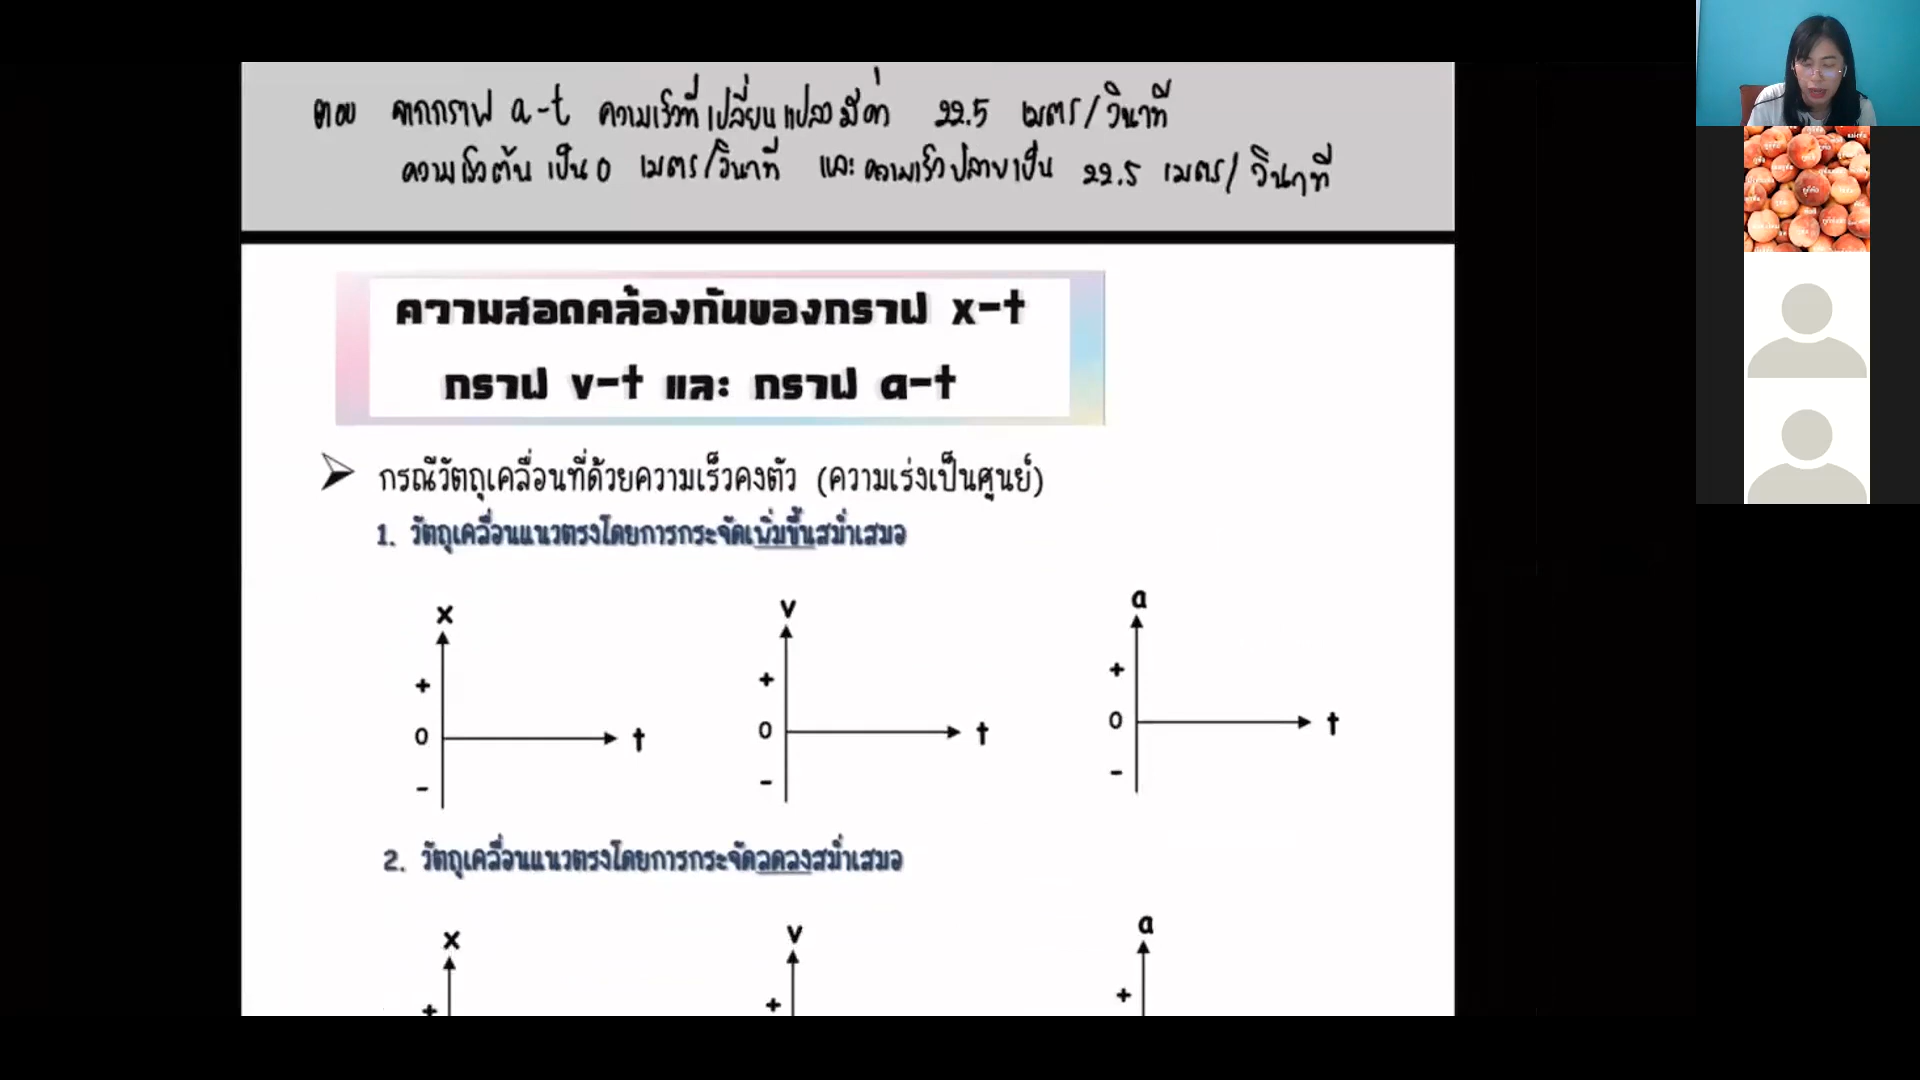 ตอบ จากกราฟ a-t ความเร็วที่เปลี่ยนแปลงมีค่า 22.5 เมตร/วินาที
ความเร็วต้น เป็น 0 เมตร/วินาที และความเร็วปลายเป็น 22.5 เมตร/วินาที
ความสอดคล้องกันของกราฟ x-t
กราฟ v-t และ กราฟ a-t
กรณีวัตถุเคลื่อนที่ด้วยความเร็วคงตัว (ความเร่งเป็นศูนย์)
1. วัตถุเคลื่อนแนวตรงโดยการกระจัดเพิ่มขึ้นสม่ำเสมอ
x v a
+ + +
0 t 0 t 0 t
- - -
2. วัตถุเคลื่อนแนวตรงโดยการกระจัดลดลงสม่ำเสมอ
x v a
+ + +